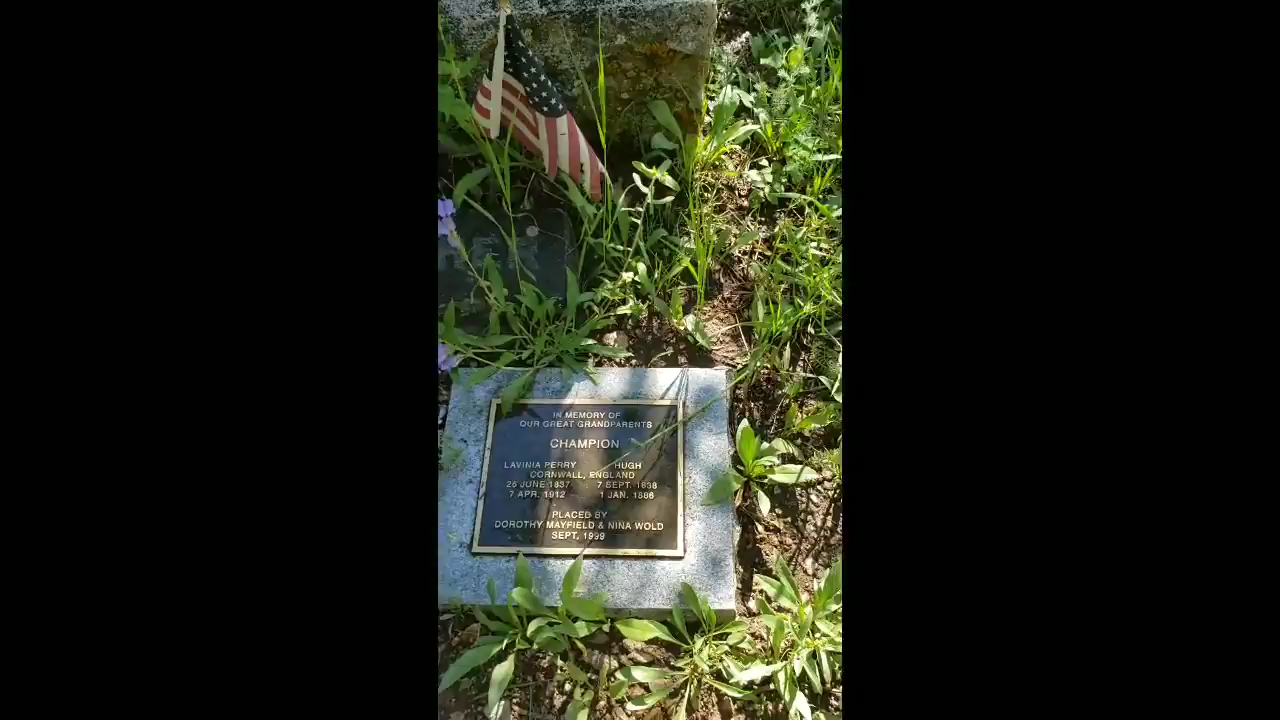 IN MEMORY OF
OUR GREAT GRANDPARENTS
CHAMPION
LAVINIA PERRY HUGH
CORNWALL, ENGLAND
26 JUNE 1837 7 SEPT. 1838
7 APR. 1912 1 JAN. 1886
PLACED BY
DOROTHY MAYFIELD & NINA WOLD
SEPT, 1999